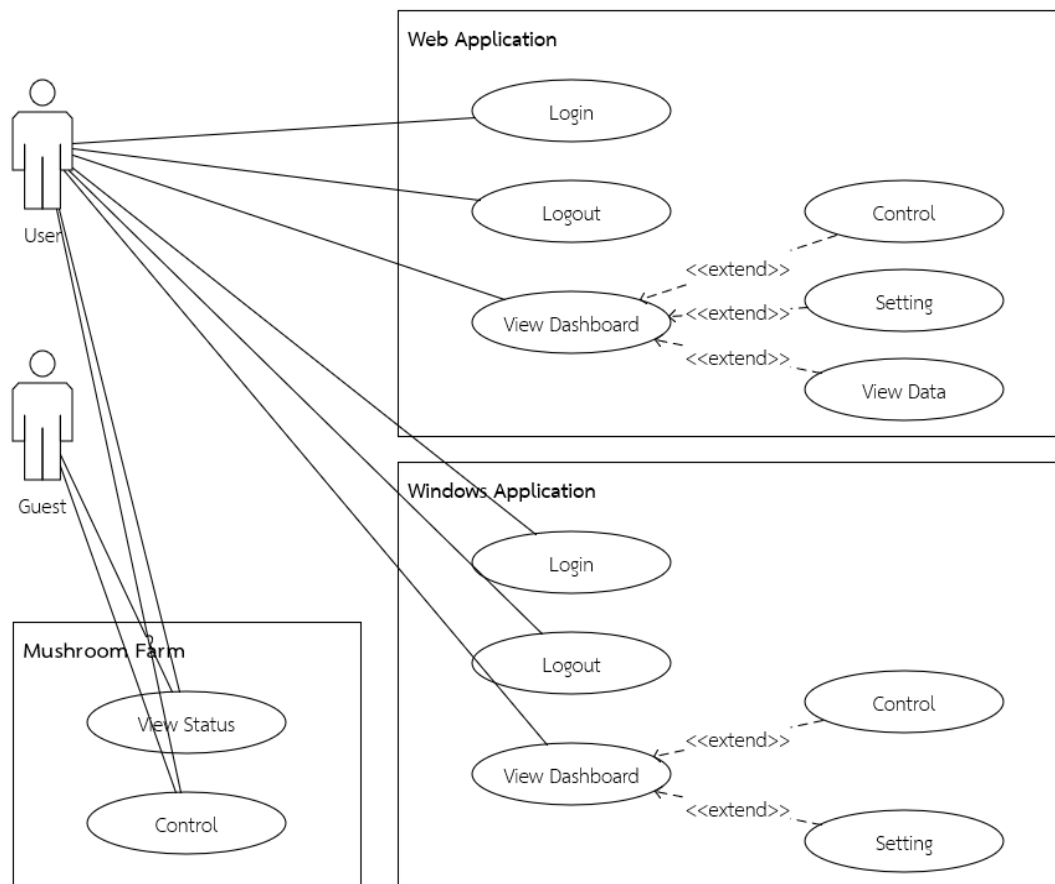 Web Application
Login
User
Logout
Control
<<extend>>
View Dashboard
<<extend>>
Setting
<<extend>>
View Data
Guest
Windows Application
Login
Mushroom Farm
Logout
View Status
Control
<<extend>>
View Dashboard
<<extend>>
Control
Setting